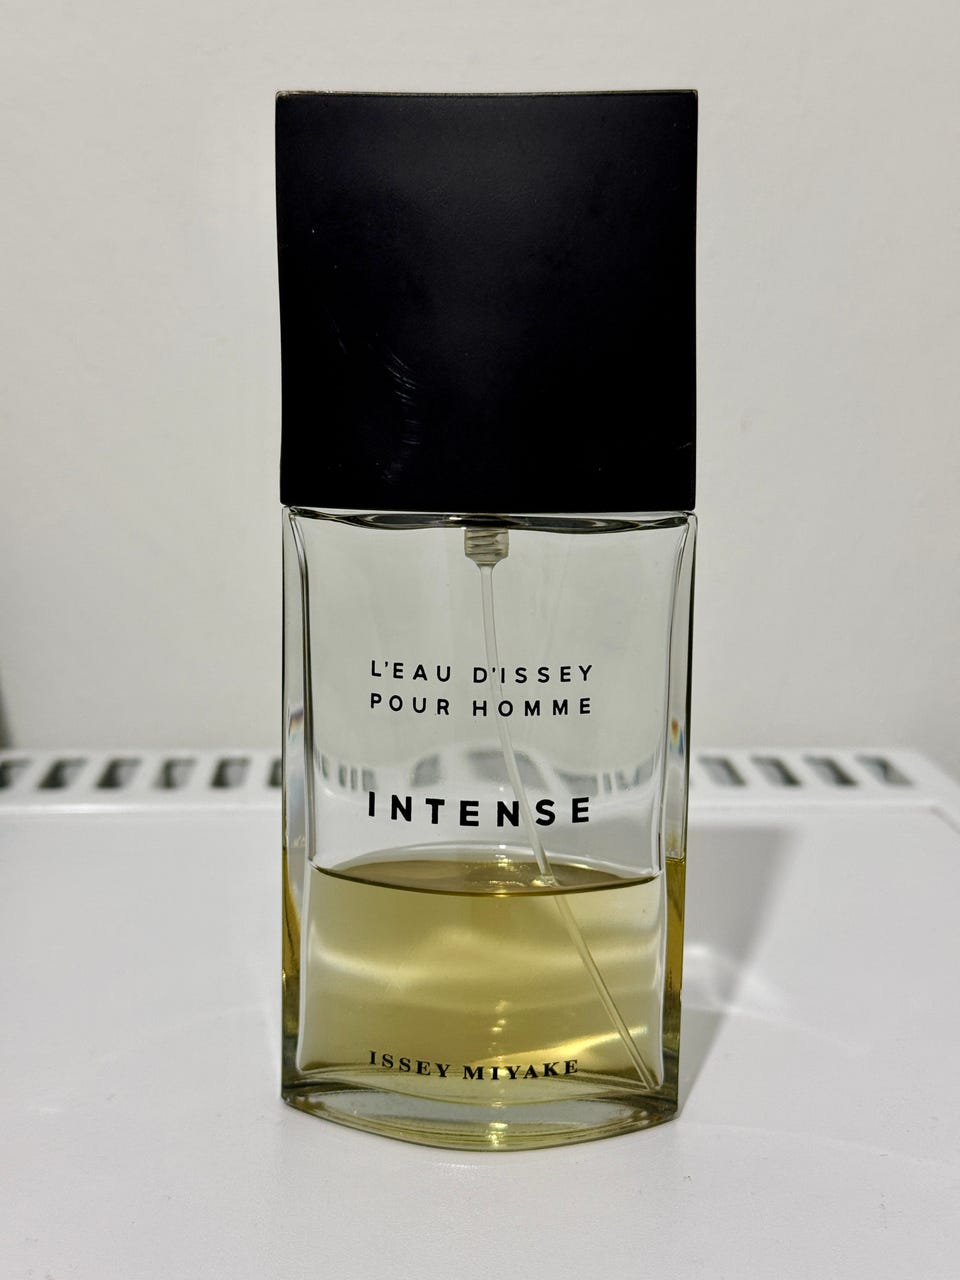 L'EAU D'ISSEY
POUR HOMME
INTENSE
ISSEY MIYAKE